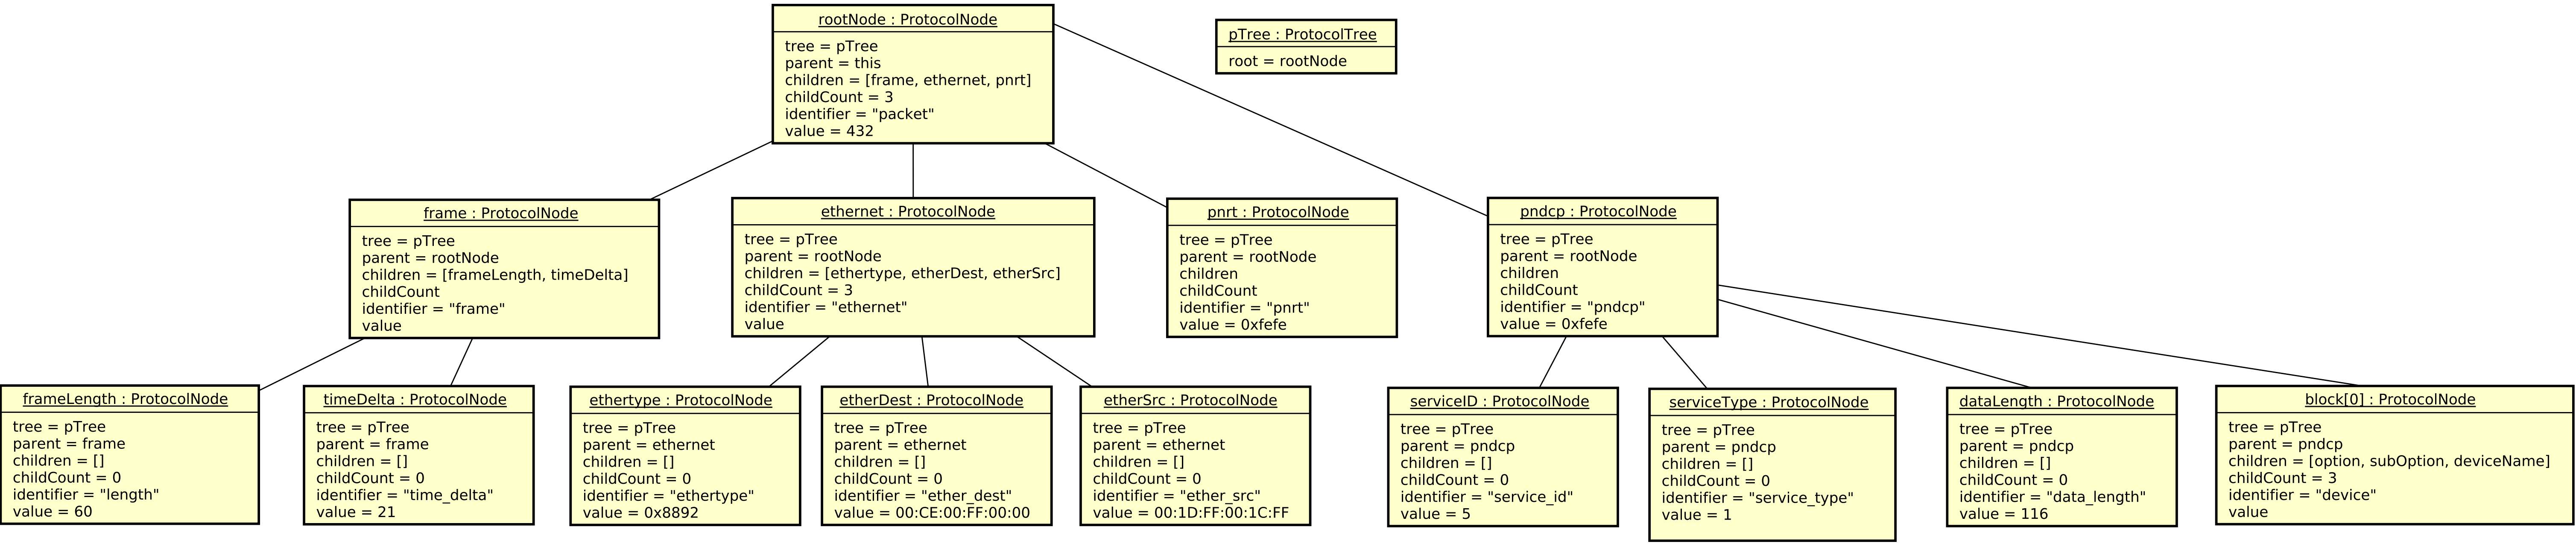 rootNode : ProtocolNode
tree = pTree
parent = this
children = [frame, ethernet, pnrt]
childCount = 3
identifier = "packet"
value = 432
pTree : ProtocolTree
root = rootNode
frame : ProtocolNode
tree = pTree
parent = rootNode
children = [frameLength, timeDelta]
childCount
identifier = "frame"
value
ethernet : ProtocolNode
tree = pTree
parent = rootNode
children = [ethertype, etherDest, etherSrc]
childCount = 3
identifier = "ethernet"
value
pnrt : ProtocolNode
tree = pTree
parent = rootNode
children
childCount
identifier = "pnrt"
value = 0xfefe
pndcp : ProtocolNode
tree = pTree
parent = rootNode
children
childCount
identifier = "pndcp"
value = 0xfefe
frameLength : ProtocolNode
tree = pTree
parent = frame
children = []
childCount = 0
identifier = "length"
value = 60
timeDelta : ProtocolNode
tree = pTree
parent = frame
children = []
childCount = 0
identifier = "time_delta"
value = 21
ethertype : ProtocolNode
tree = pTree
parent = ethernet
children = []
childCount = 0
identifier = "ethertype"
value = 0x8892
etherDest : ProtocolNode
tree = pTree
parent = ethernet
children = []
childCount = 0
identifier = "ether_dest"
value = 00:CE:00:FF:00:00
etherSrc : ProtocolNode
tree = pTree
parent = ethernet
children = []
childCount = 0
identifier = "ether_src"
value = 00:1D:FF:00:1C:FF
serviceID : ProtocolNode
tree = pTree
parent = pndcp
children = []
childCount = 0
identifier = "service_id"
value = 5
serviceType : ProtocolNode
tree = pTree
parent = pndcp
children = []
childCount = 0
identifier = "service_type"
value = 1
dataLength : ProtocolNode
tree = pTree
parent = pndcp
children = []
childCount = 0
identifier = "data_length"
value = 116
block[0] : ProtocolNode
tree = pTree
parent = pndcp
children = [option, subOption, deviceName]
childCount = 3
identifier = "device"
value